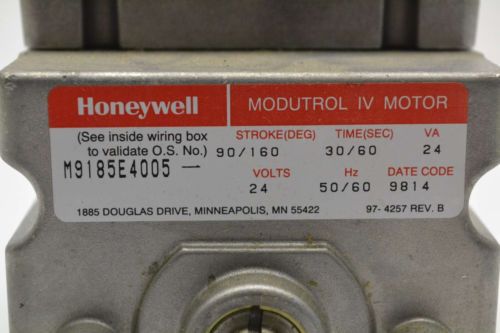 Honeywell MODUTROL IV MOTOR
(See inside wiring box STROKE(DEG) TIME(SEC) VA
to validate O.S. No.) 90/160 30/60 24
M9185E4005 — VOLTS Hz DATE CODE
24 50/60 9814
1885 DOUGLAS DRIVE, MINNEAPOLIS, MN 55422 97-4257 REV. B